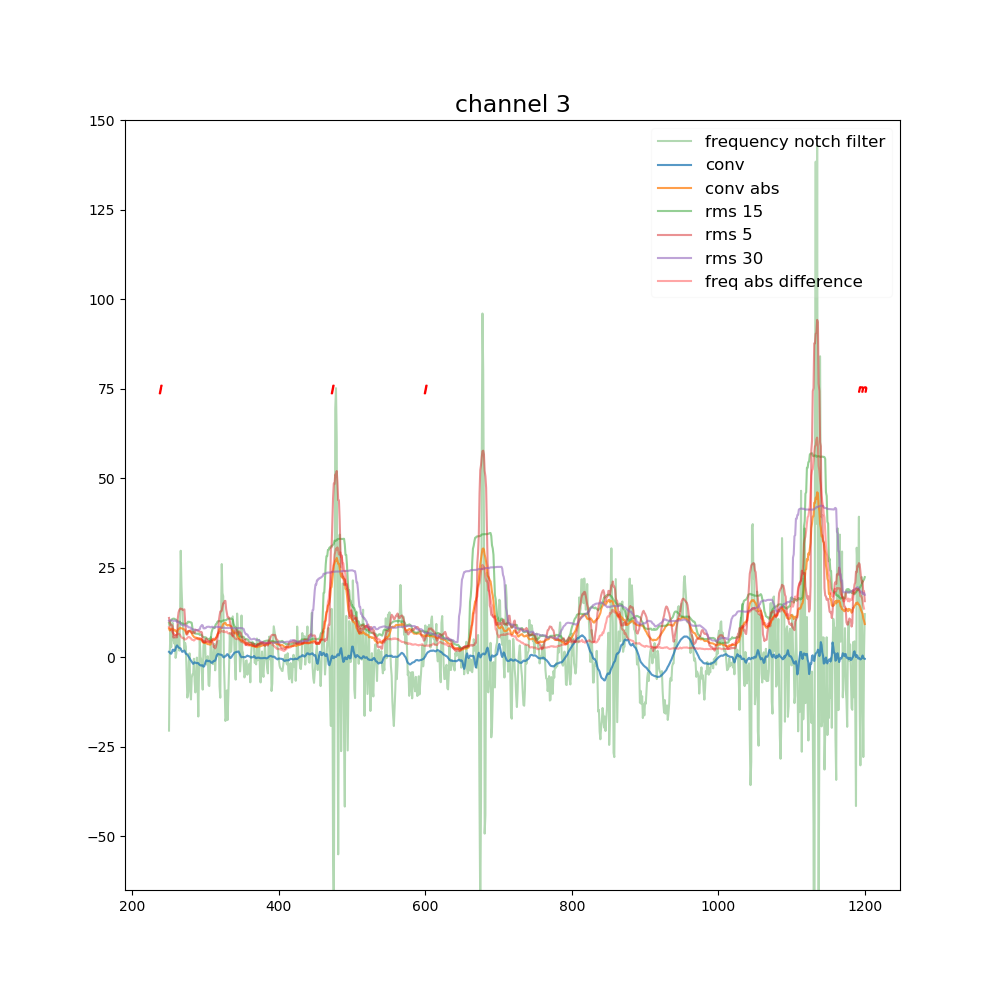 channel 3
150
125
100
75
50
25
0
−25
−50
frequency notch filter
conv
conv abs
rms 15
rms 5
rms 30
freq abs difference
l l l m
200 400 600 800 1000 1200